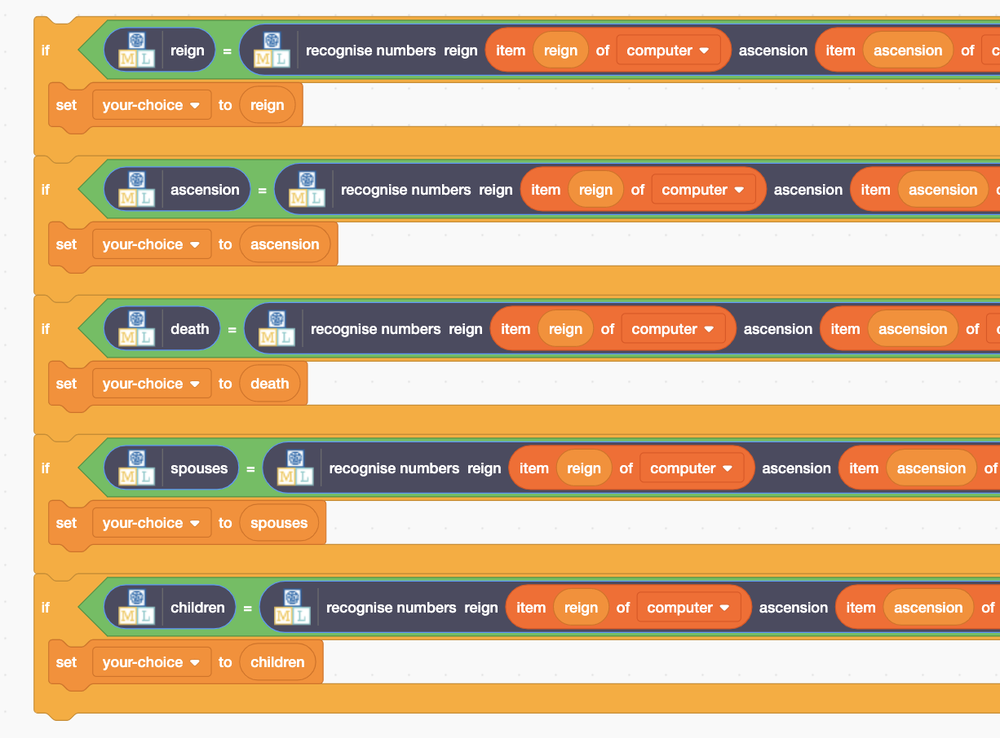 if ML reign = ML recognise numbers reign item reign of computer ascension item ascension of c
set your-choice to reign
if ML ascension = ML recognise numbers reign item reign of computer ascension item ascension
set your-choice to ascension
if ML death = ML recognise numbers reign item reign of computer ascension item ascension of
set your-choice to death
if ML spouses = ML recognise numbers reign item reign of computer ascension item ascension of
set your-choice to spouses
if ML children = ML recognise numbers reign item reign of computer ascension item ascension of
set your-choice to children